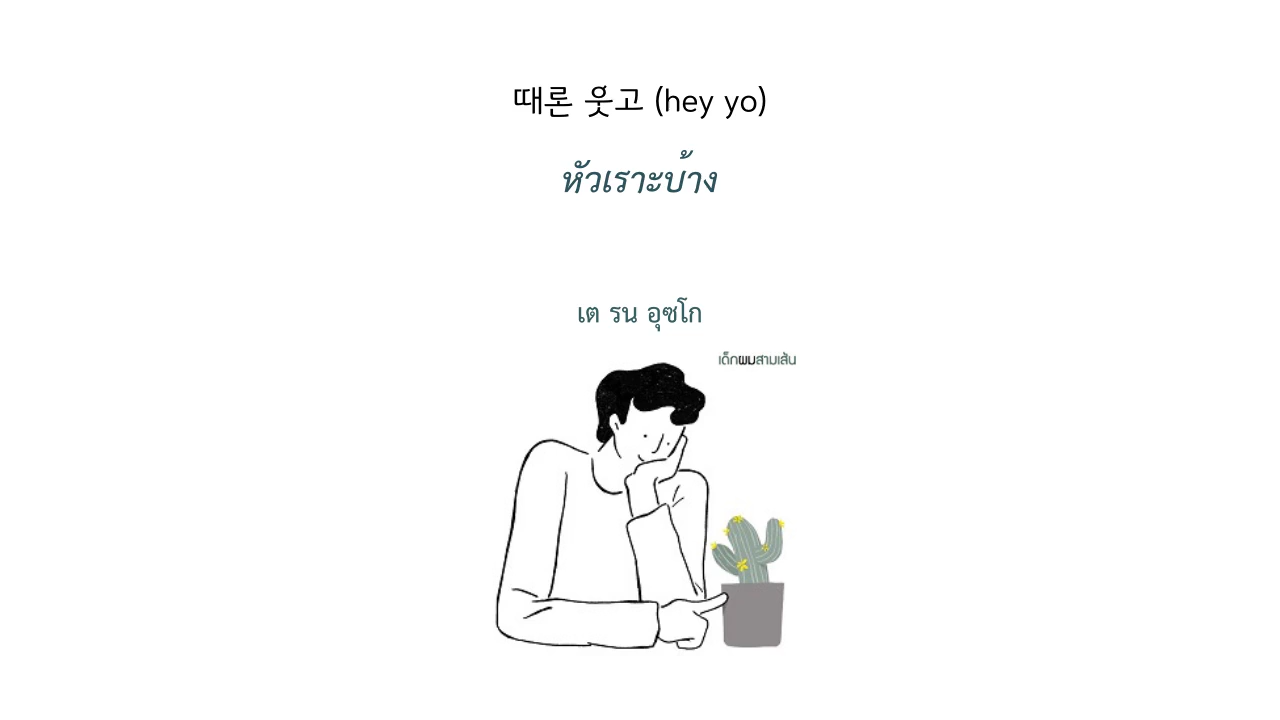 때론 웃고 (hey yo)
หัวเราะบ้าง
เต รน อุซโก
เด็กผมสามเส้น